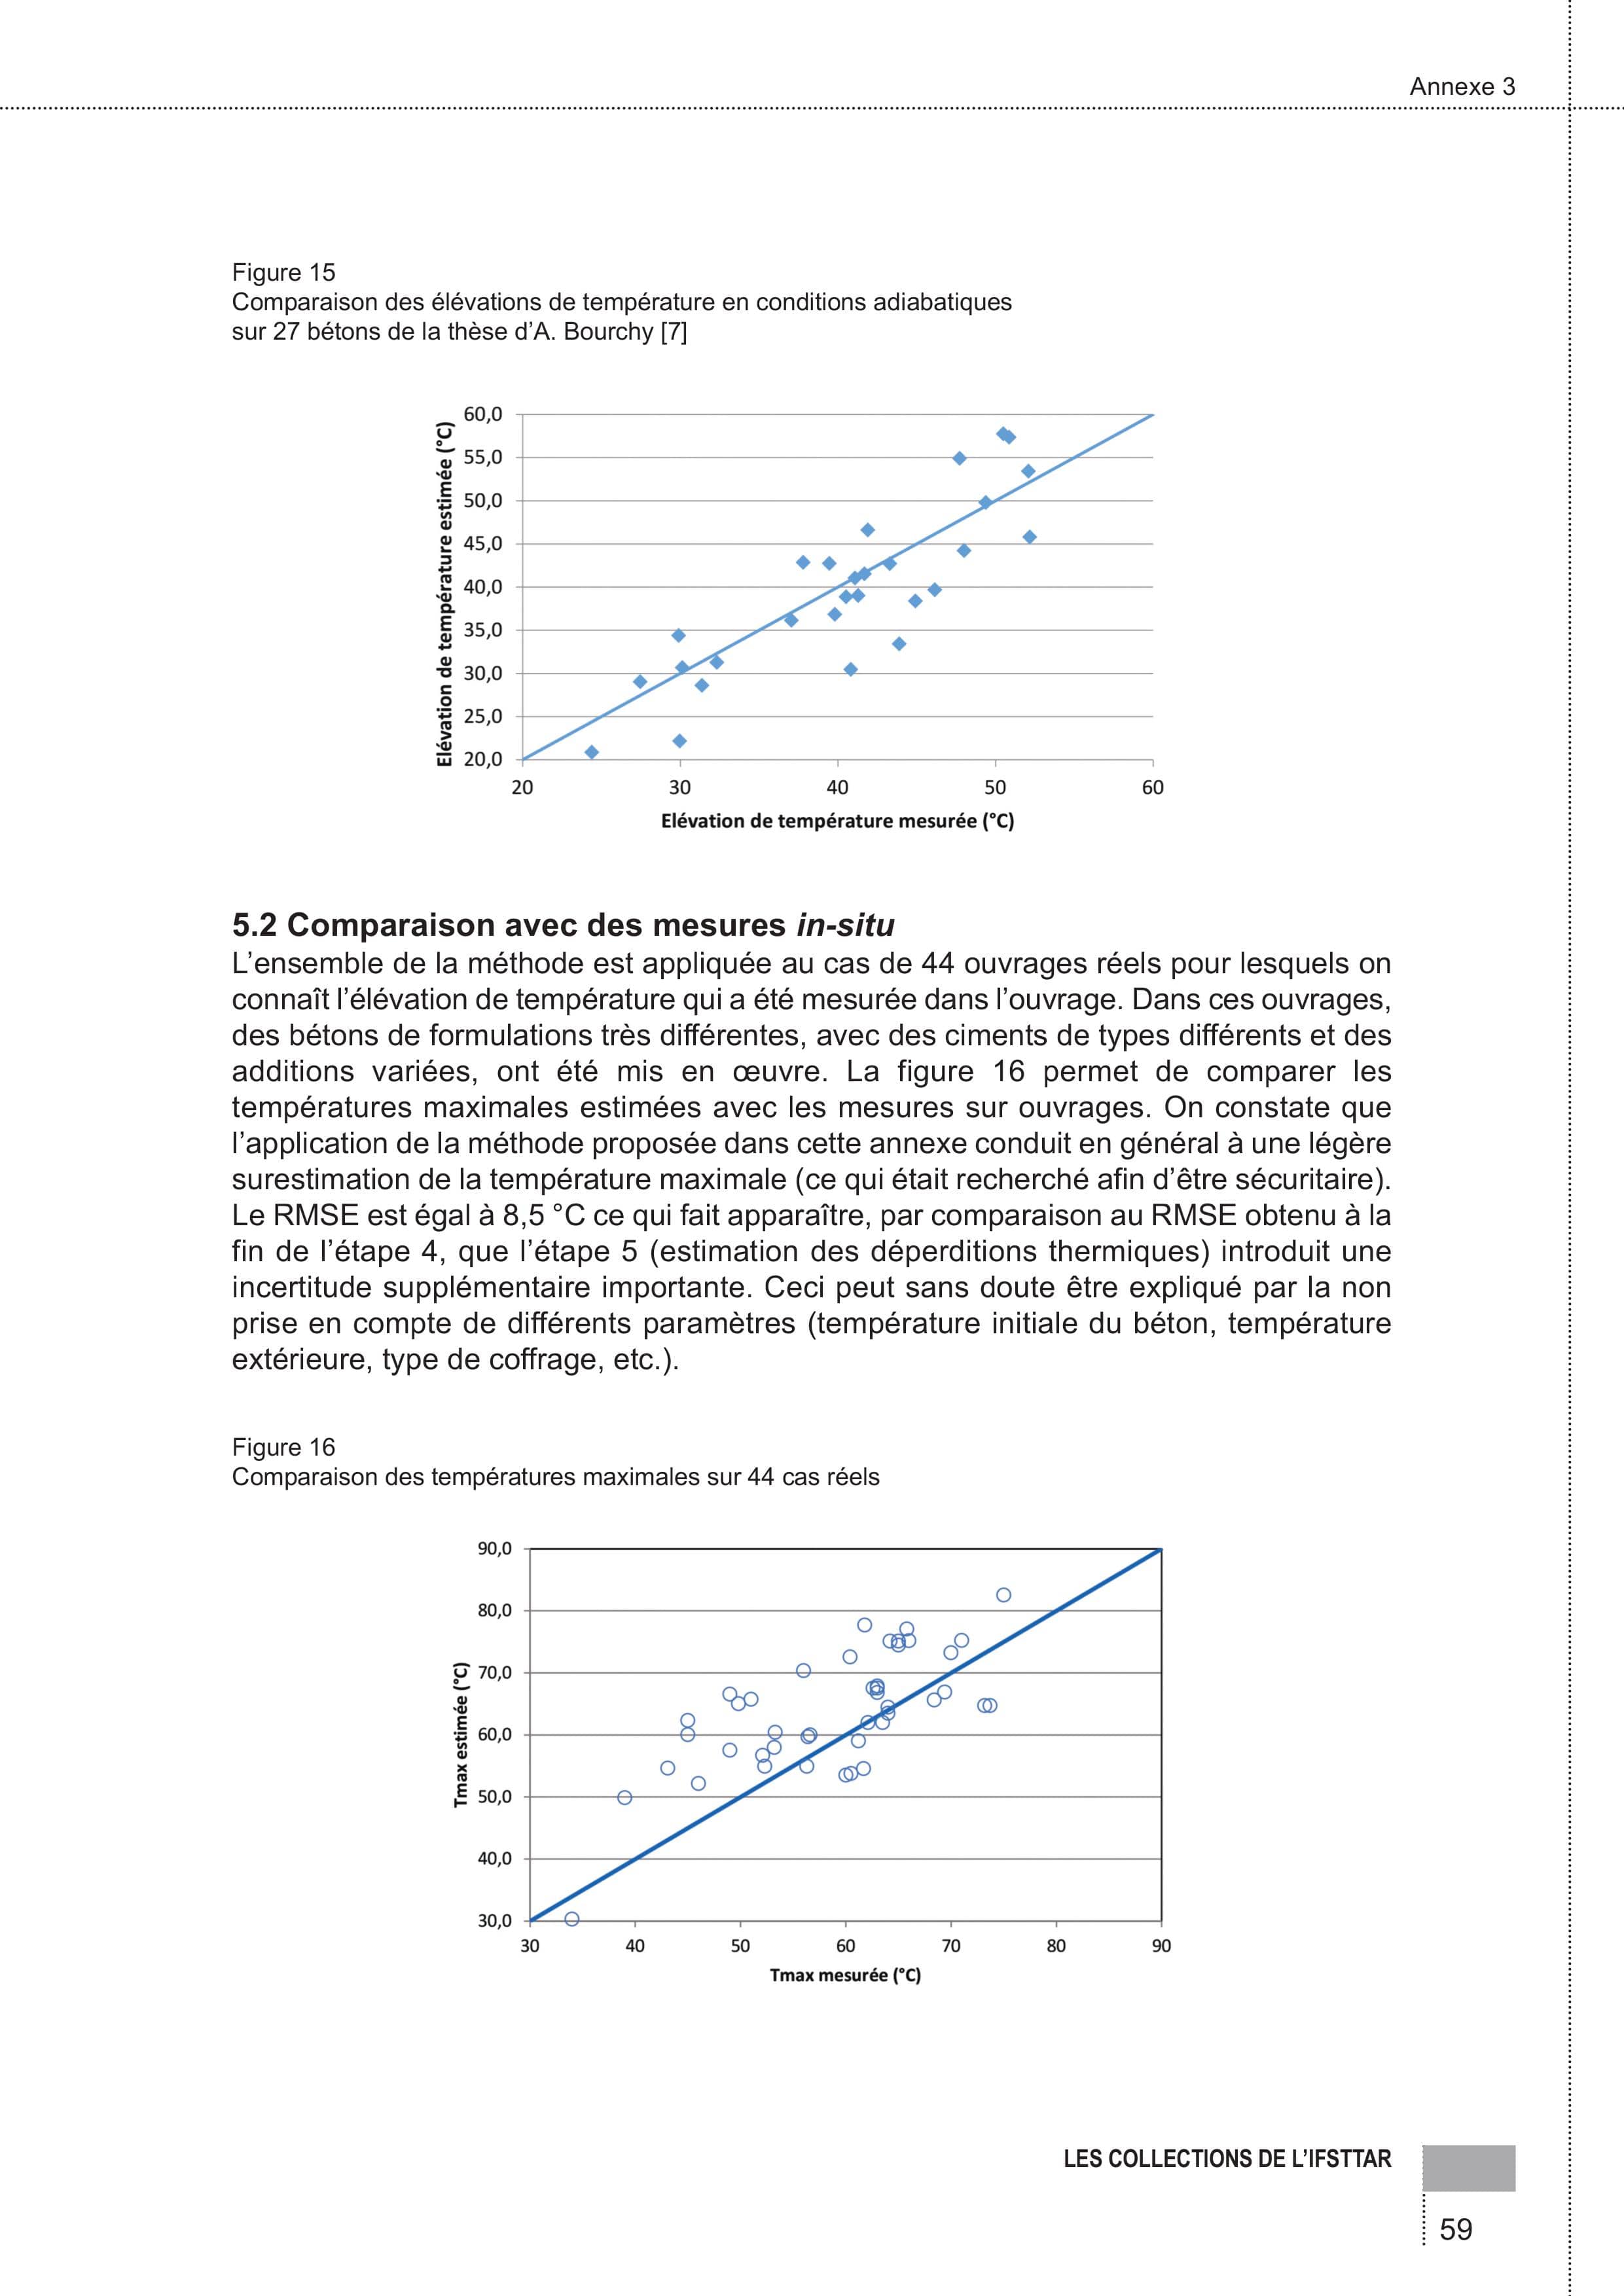 Annexe 3
Figure 15
Comparaison des élévations de température en conditions adiabatiques
sur 27 bétons de la thèse d’A. Bourchy [7]
Elévation de température estimée (°C)
60,0
55,0
50,0
45,0
40,0
35,0
30,0
25,0
20,0
20 30 40 50 60
Elévation de température mesurée (°C)
5.2 Comparaison avec des mesures in-situ
L’ensemble de la méthode est appliquée au cas de 44 ouvrages réels pour lesquels on
connaît l’élévation de température qui a été mesurée dans l’ouvrage. Dans ces ouvrages,
des bétons de formulations très différentes, avec des ciments de types différents et des
additions variées, ont été mis en œuvre. La figure 16 permet de comparer les
températures maximales estimées avec les mesures sur ouvrages. On constate que
l’application de la méthode proposée dans cette annexe conduit en général à une légère
surestimation de la température maximale (ce qui était recherché afin d’être sécuritaire).
Le RMSE est égal à 8,5 °C ce qui fait apparaître, par comparaison au RMSE obtenu à la
fin de l’étape 4, que l’étape 5 (estimation des déperditions thermiques) introduit une
incertitude supplémentaire importante. Ceci peut sans doute être expliqué par la non
prise en compte de différents paramètres (température initiale du béton, température
extérieure, type de coffrage, etc.).
Figure 16
Comparaison des températures maximales sur 44 cas réels
Tmax estimée (°C)
90,0
80,0
70,0
60,0
50,0
40,0
30,0
30 40 50 60 70 80 90
Tmax mesurée (°C)
LES COLLECTIONS DE L’IFSTTAR
59